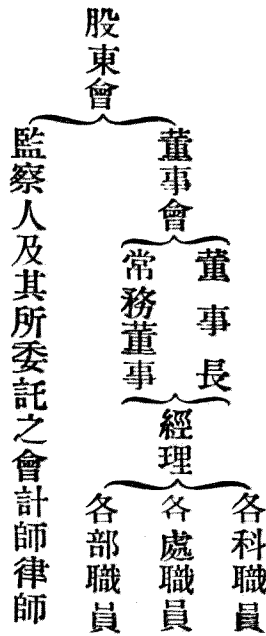 股東會
董事會
董事長
常務董事
經理
各科職員
各處職員
各部職員
監察人及其所委託之會計師律師